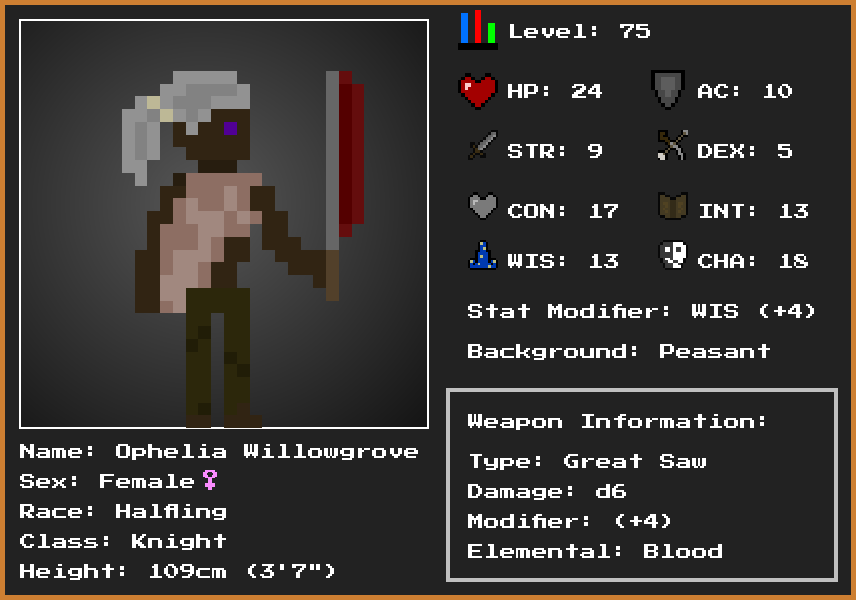 Level: 75
HP: 24
AC: 10
STR: 9
DEX: 5
CON: 17
INT: 13
WIS: 13
CHA: 18
Stat Modifier: WIS (+4)
Background: Peasant
Name: Ophelia Willowgrove
Sex: Female♀
Race: Halfling
Class: Knight
Height: 109cm (3'7")
Weapon Information:
Type: Great Saw
Damage: d6
Modifier: (+4)
Elemental: Blood